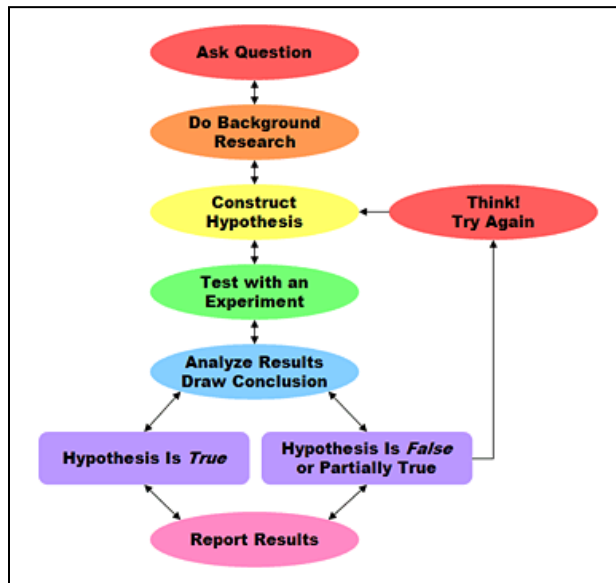 Ask Question
Do Background
Research
Construct
Hypothesis
Think!
Try Again
Test with an
Experiment
Analyze Results
Draw Conclusion
Hypothesis Is True
Hypothesis Is False
or Partially True
Report Results